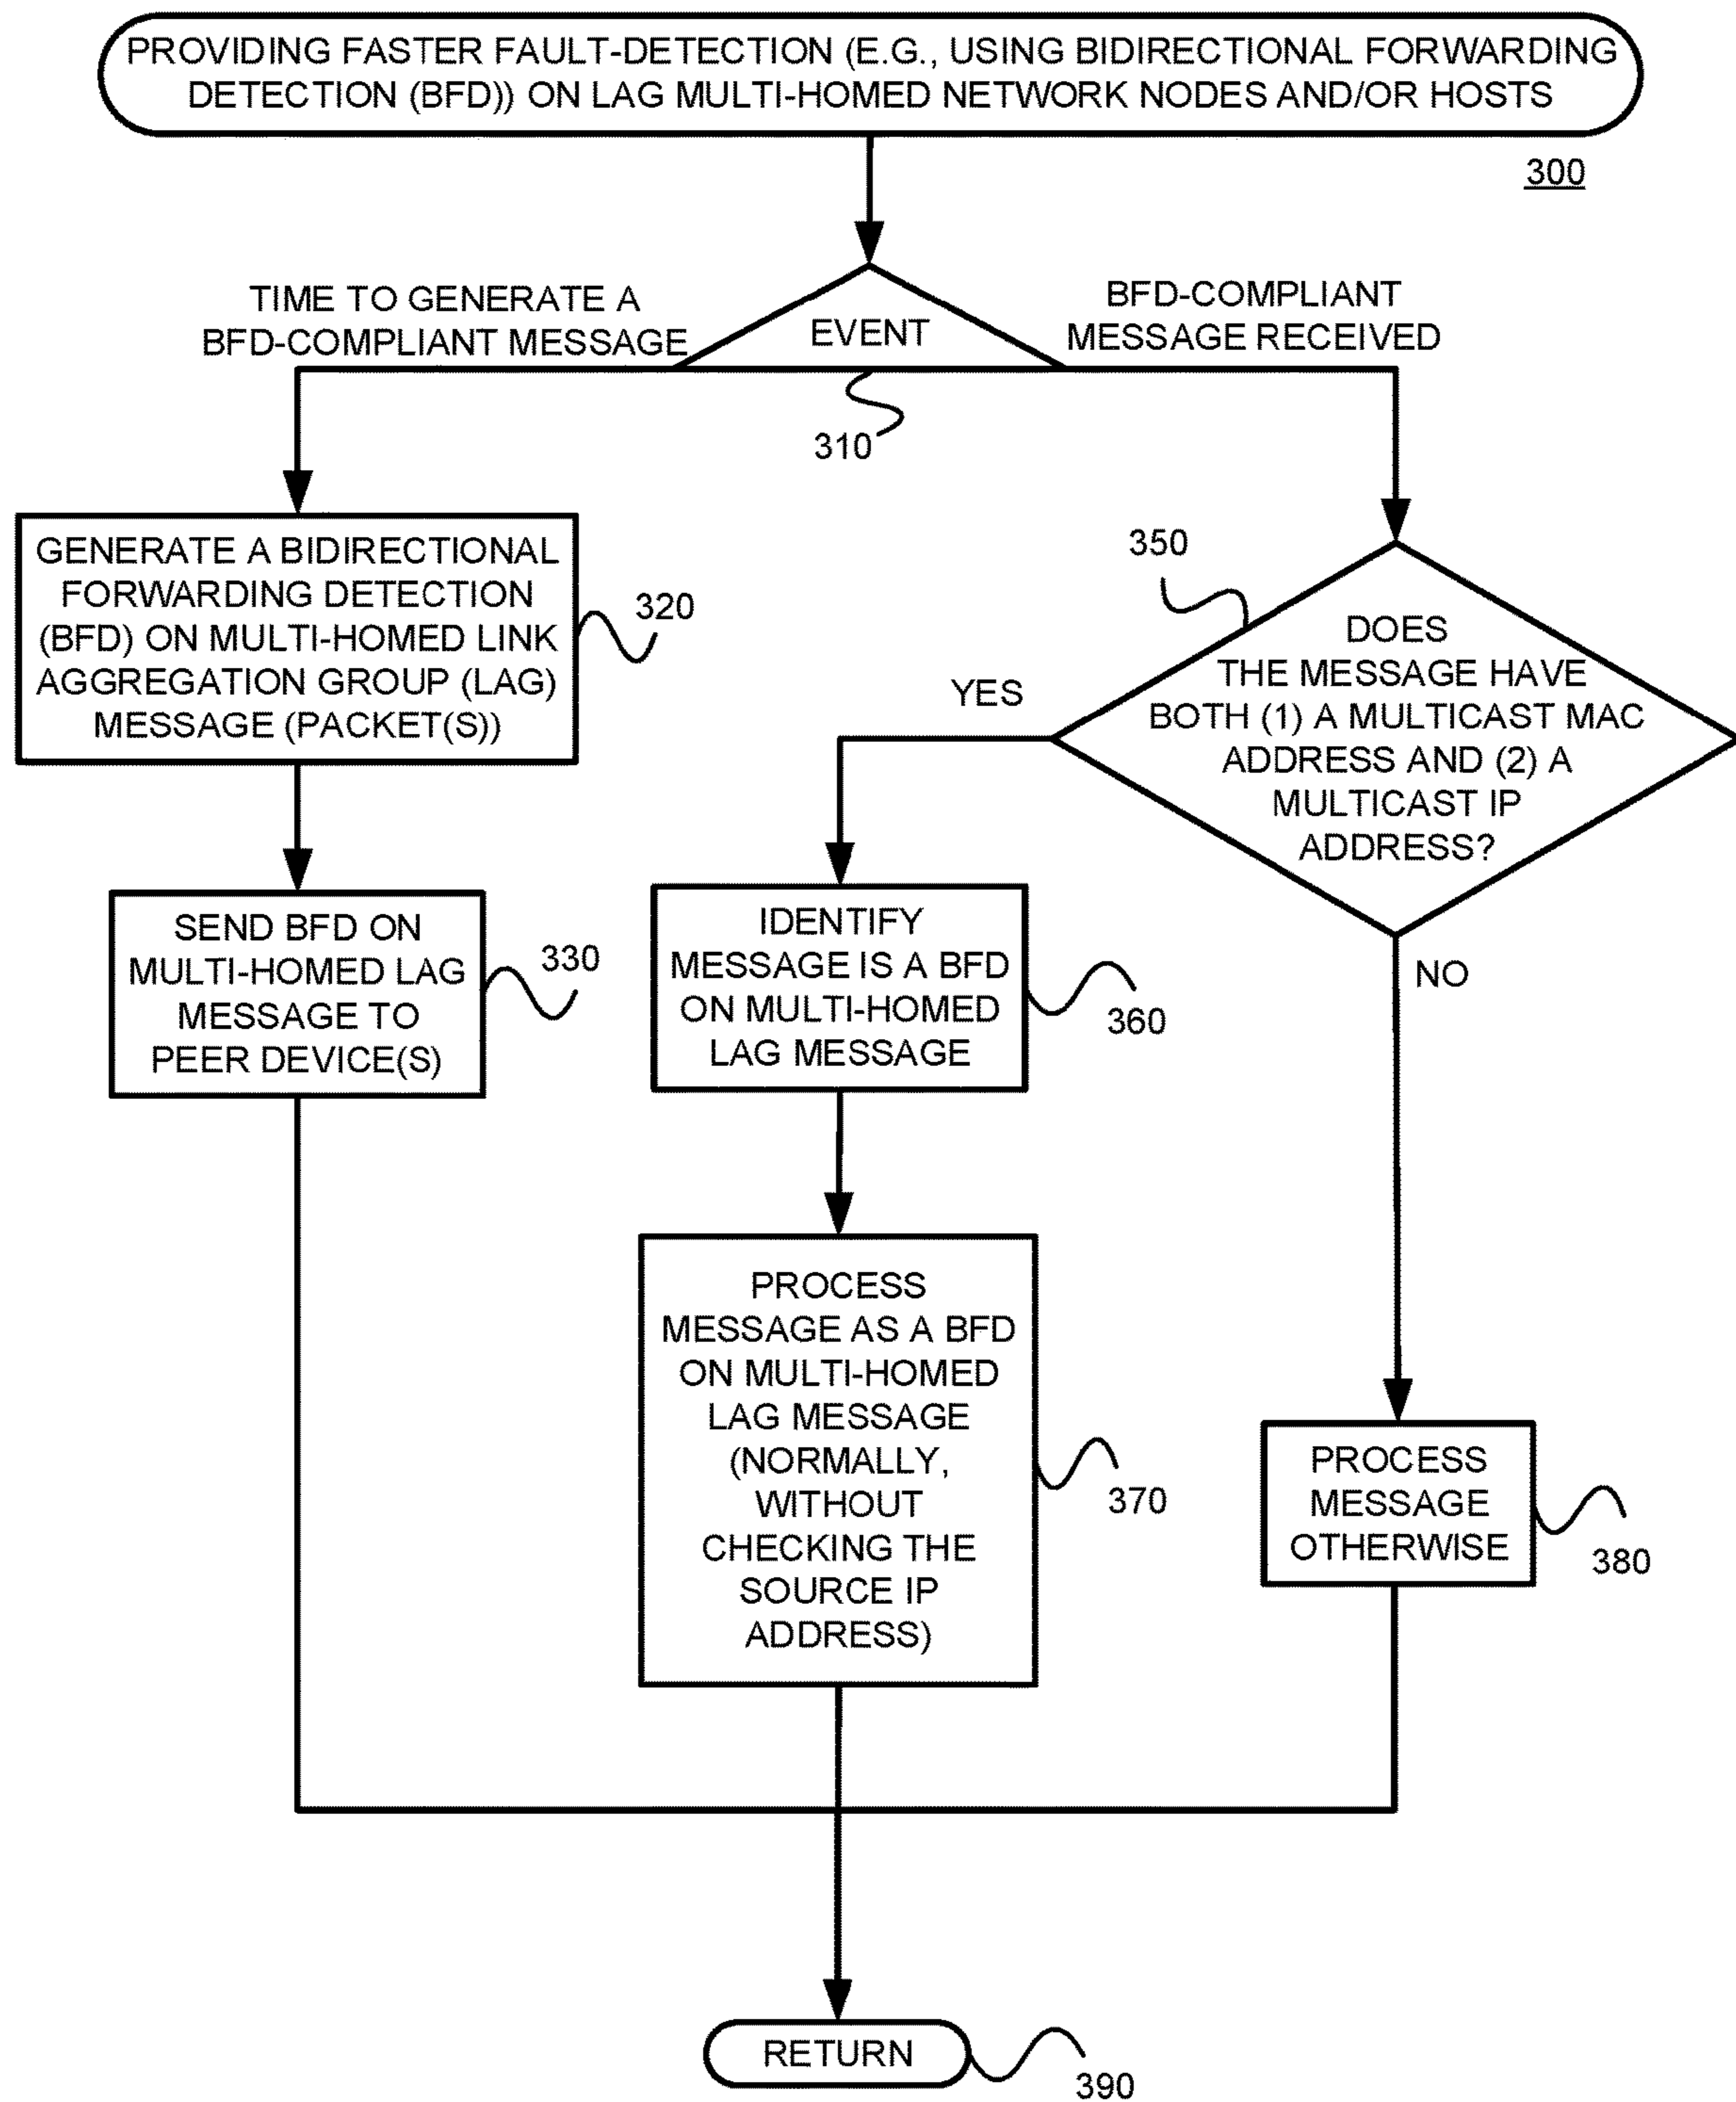 PROVIDING FASTER FAULT-DETECTION (E.G., USING BIDIRECTIONAL FORWARDING
DETECTION (BFD)) ON LAG MULTI-HOMED NETWORK NODES AND/OR HOSTS
300
TIME TO GENERATE A
BFD-COMPLIANT MESSAGE
EVENT
BFD-COMPLIANT
MESSAGE RECEIVED
310
GENERATE A BIDIRECTIONAL
FORWARDING DETECTION
(BFD) ON MULTI-HOMED LINK
AGGREGATION GROUP (LAG)
MESSAGE (PACKET(S))
320
350
DOES
THE MESSAGE HAVE
BOTH (1) A MULTICAST MAC
ADDRESS AND (2) A
MULTICAST IP
ADDRESS?
YES
NO
SEND BFD ON
MULTI-HOMED LAG
MESSAGE TO
PEER DEVICE(S)
330
IDENTIFY
MESSAGE IS A BFD
ON MULTI-HOMED
LAG MESSAGE
360
PROCESS
MESSAGE AS A BFD
ON MULTI-HOMED
LAG MESSAGE
(NORMALLY,
WITHOUT
CHECKING THE
SOURCE IP
ADDRESS)
370
PROCESS
MESSAGE
OTHERWISE
380
RETURN
390